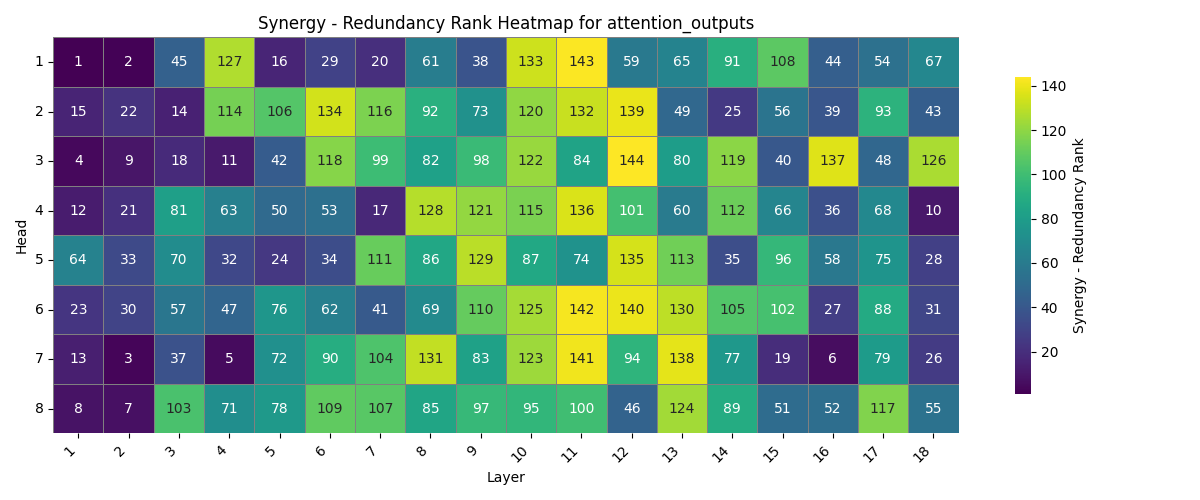 Synergy - Redundancy Rank Heatmap for attention_outputs
1 1 2 45 127 16 29 20 61 38 133 143 59 65 91 108 44 54 67
2 15 22 14 114 106 134 116 92 73 120 132 139 49 25 56 39 93 43
3 4 9 18 11 42 118 99 82 98 122 84 144 80 119 40 137 48 126
4 12 21 81 63 50 53 17 128 121 115 136 101 60 112 66 36 68 10
5 64 33 70 32 24 34 111 86 129 87 74 135 113 35 96 58 75 28
6 23 30 57 47 76 62 41 69 110 125 142 140 130 105 102 27 88 31
7 13 3 37 5 72 90 104 131 83 123 141 94 138 77 19 6 79 26
8 8 7 103 71 78 109 107 85 97 95 100 46 124 89 51 52 117 55
1 2 3 4 5 6 7 8 9 10 11 12 13 14 15 16 17 18
Layer
Head
140
120
100
80
60
40
20
Synergy - Redundancy Rank